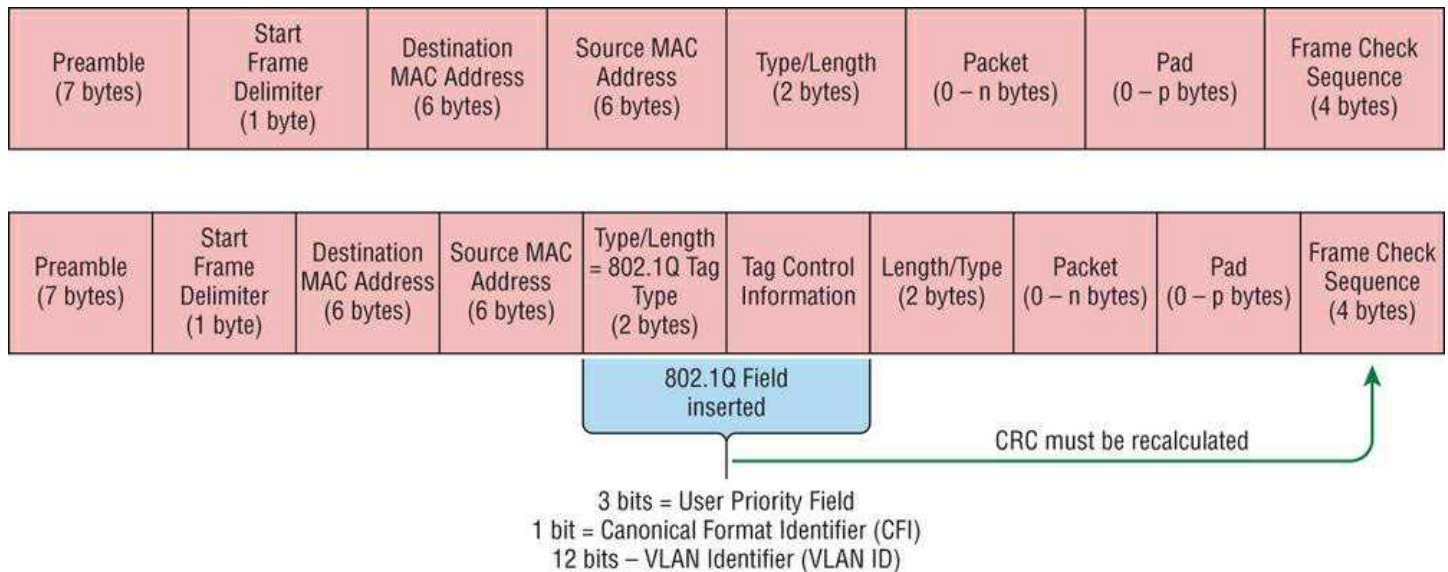 Preamble
(7 bytes)
Start
Frame
Delimiter
(1 byte)
Destination
MAC Address
(6 bytes)
Source MAC
Address
(6 bytes)
Type/Length
(2 bytes)
Packet
(0 – n bytes)
Pad
(0 – p bytes)
Frame Check
Sequence
(4 bytes)
Preamble
(7 bytes)
Start
Frame
Delimiter
(1 byte)
Destination
MAC Address
(6 bytes)
Source MAC
Address
(6 bytes)
Type/Length
= 802.1Q Tag
Type
(2 bytes)
Tag Control
Information
Length/Type
(2 bytes)
Packet
(0 – n bytes)
Pad
(0 – p bytes)
Frame Check
Sequence
(4 bytes)
802.1Q Field
inserted
CRC must be recalculated
3 bits = User Priority Field
1 bit = Canonical Format Identifier (CFI)
12 bits – VLAN Identifier (VLAN ID)